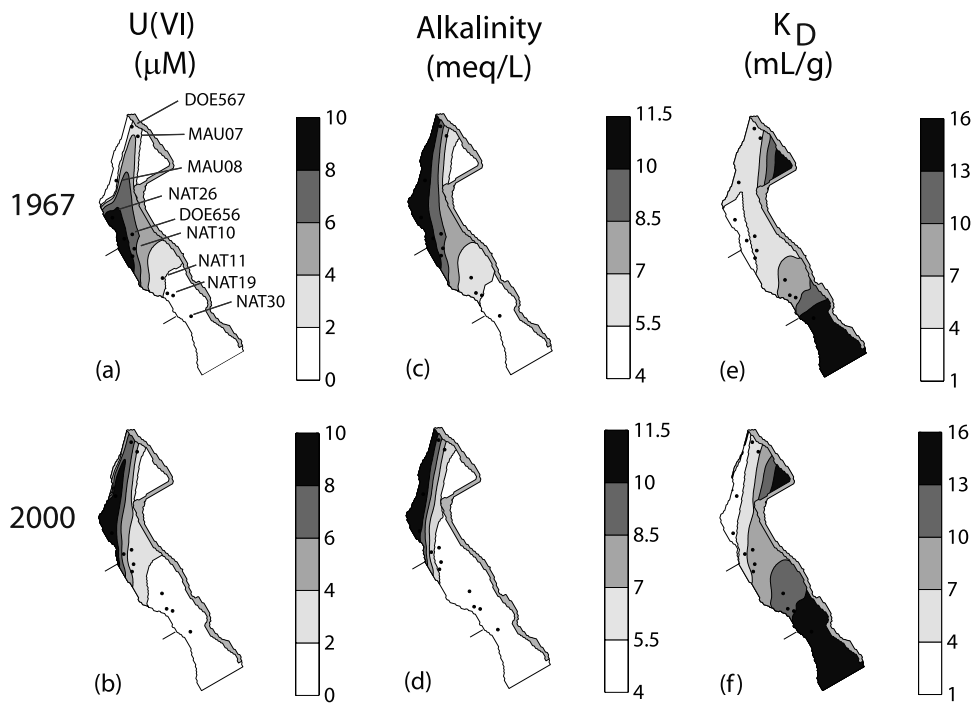 U(VI)
(μM)
Alkalinity
(meq/L)
K D
(mL/g)
1967
DOE567
MAU07
MAU08
NAT26
DOE656
NAT10
NAT11
NAT19
NAT30
(a)
10
8
6
4
2
0
(c)
11.5
10
8.5
7
5.5
4
(e)
16
13
10
7
4
1
2000
(b)
10
8
6
4
2
0
(d)
11.5
10
8.5
7
5.5
4
(f)
16
13
10
7
4
1